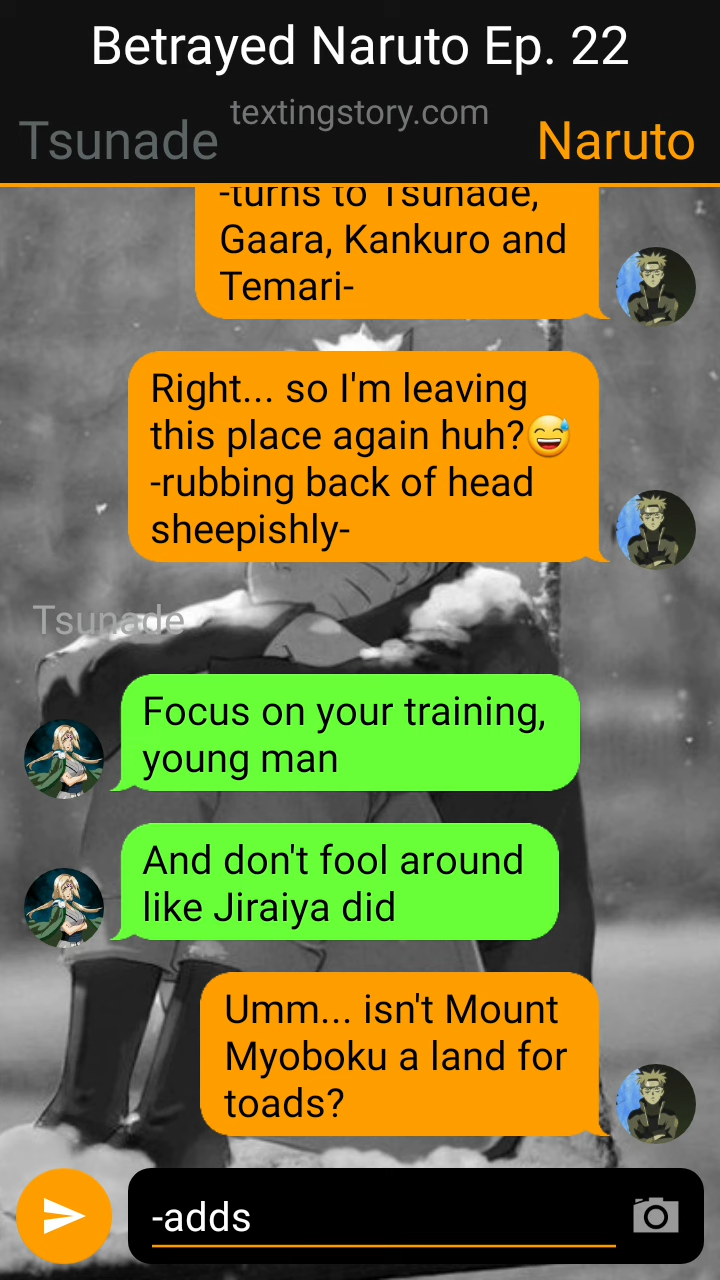 Betrayed Naruto Ep. 22
textingstory.com
Tsunade
Naruto
-turns to Tsunade,
Gaara, Kankuro and
Temari-
Right... so I'm leaving
this place again huh?😅
-rubbing back of head
sheepishly-
Tsunade
Focus on your training,
young man
And don't fool around
like Jiraiya did
Umm... isn't Mount
Myoboku a land for
toads?
-adds